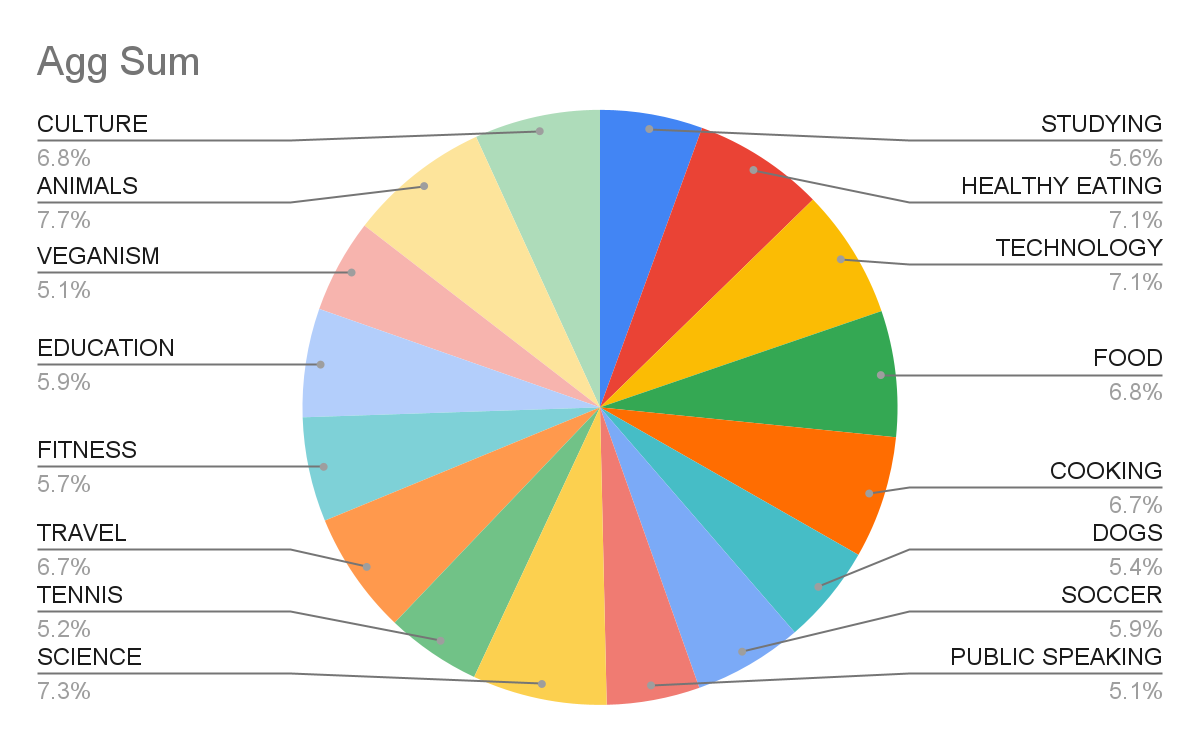 Agg Sum
CULTURE
6.8%
ANIMALS
7.7%
VEGANISM
5.1%
EDUCATION
5.9%
FITNESS
5.7%
TRAVEL
6.7%
TENNIS
5.2%
SCIENCE
7.3%
STUDYING
5.6%
HEALTHY EATING
7.1%
TECHNOLOGY
7.1%
FOOD
6.8%
COOKING
6.7%
DOGS
5.4%
SOCCER
5.9%
PUBLIC SPEAKING
5.1%